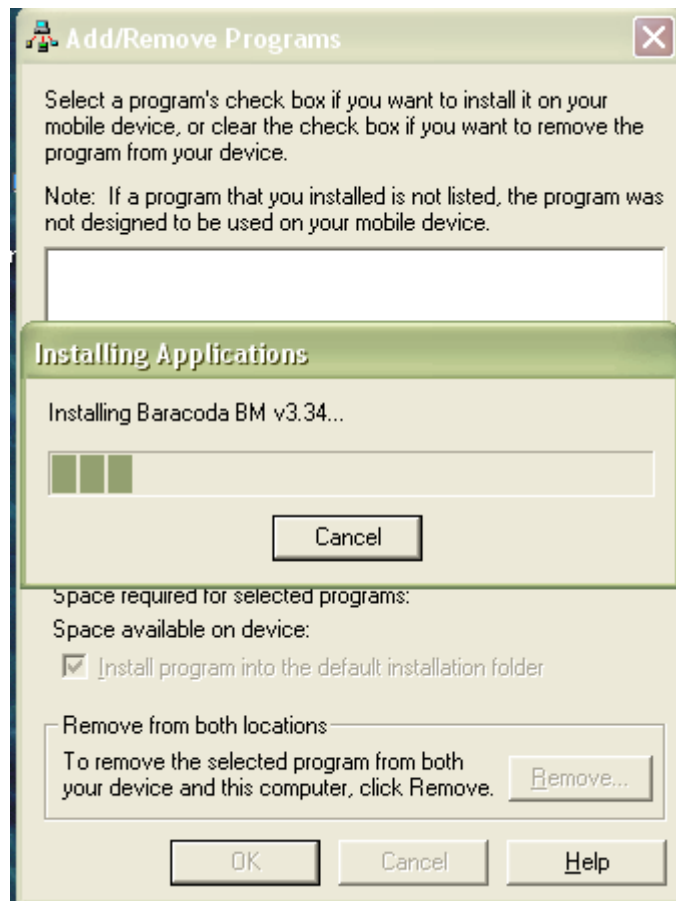 Add/Remove Programs
Select a program's check box if you want to install it on your
mobile device, or clear the check box if you want to remove the
program from your device.
Note: If a program that you installed is not listed, the program was
not designed to be used on your mobile device.
Installing Applications
Installing Baracoda BM v3.34...
Cancel
Space required for selected programs:
Space available on device:
Install program into the default installation folder
Remove from both locations
To remove the selected program from both
your device and this computer, click Remove.
Remove...
OK
Cancel
Help